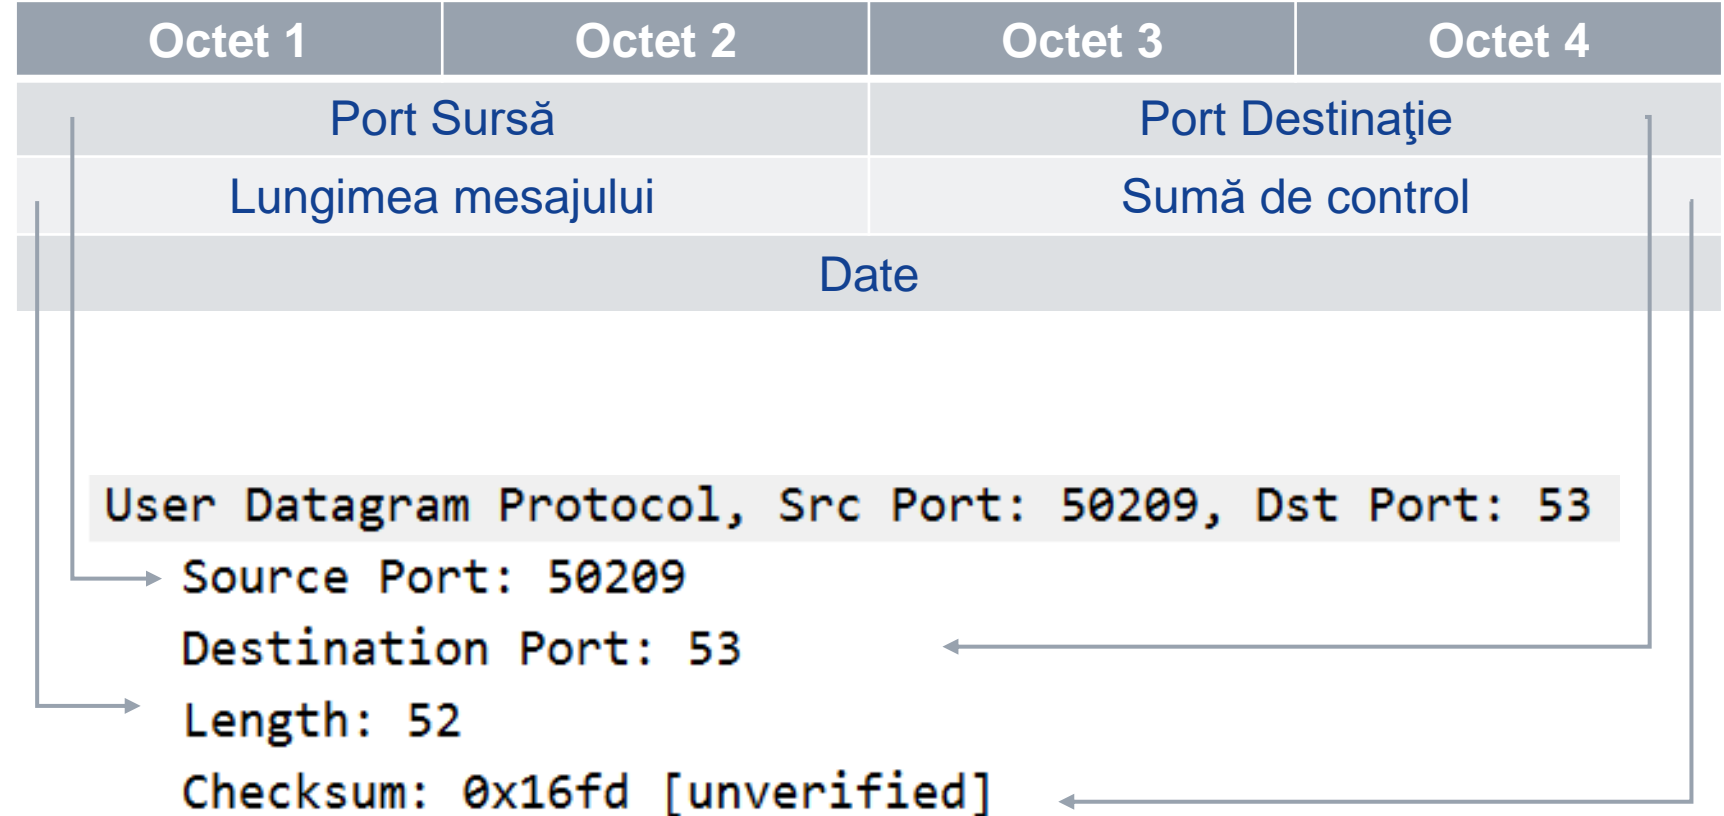 Octet 1 Octet 2 Octet 3 Octet 4
Port Sursă Port Destinaţie
Lungimea mesajului Sumă de control
Date
User Datagram Protocol, Src Port: 50209, Dst Port: 53
Source Port: 50209
Destination Port: 53
Length: 52
Checksum: 0x16fd [unverified]